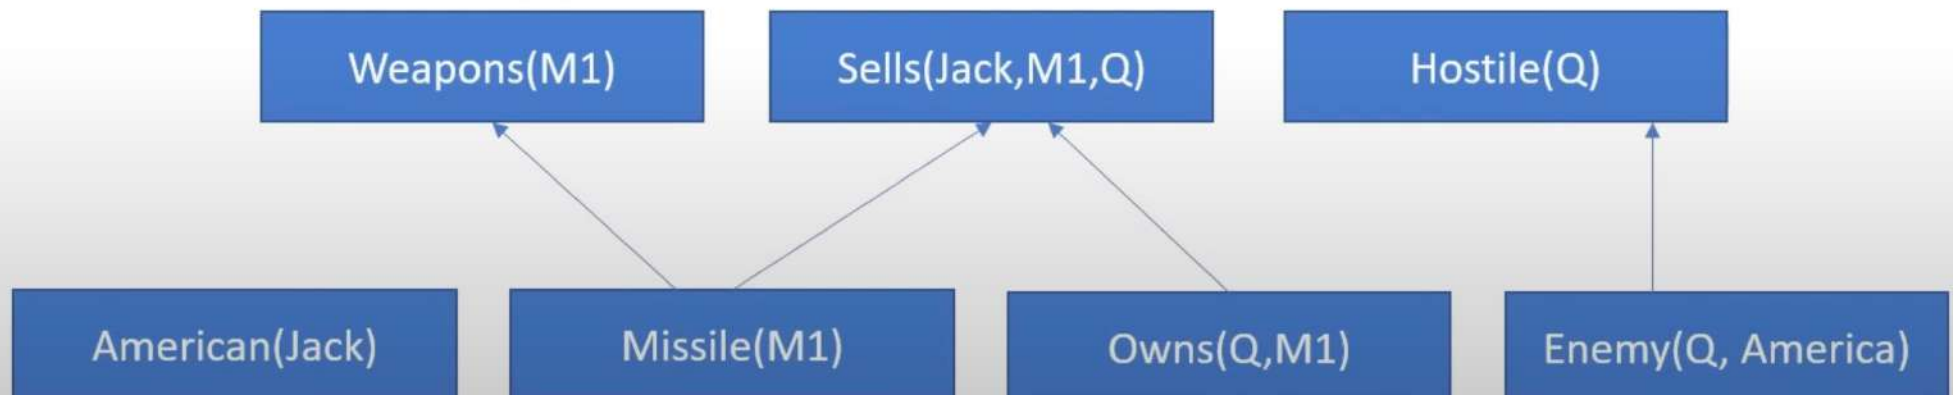 Weapons(M1)
Sells(Jack,M1,Q)
Hostile(Q)
American(Jack)
Missile(M1)
Owns(Q,M1)
Enemy(Q, America)